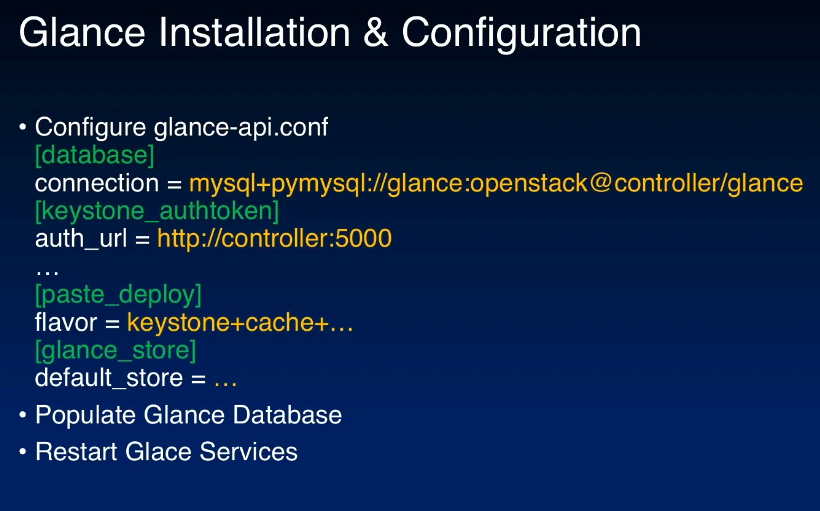 Glance Installation & Configuration
• Configure glance-api.conf
[database]
connection = mysql+pymysql://glance:openstack@controller/glance
[keystone_authtoken]
auth_url = http://controller:5000
…
[paste_deploy]
flavor = keystone+cache+…
[glance_store]
default_store = …
• Populate Glance Database
• Restart Glace Services